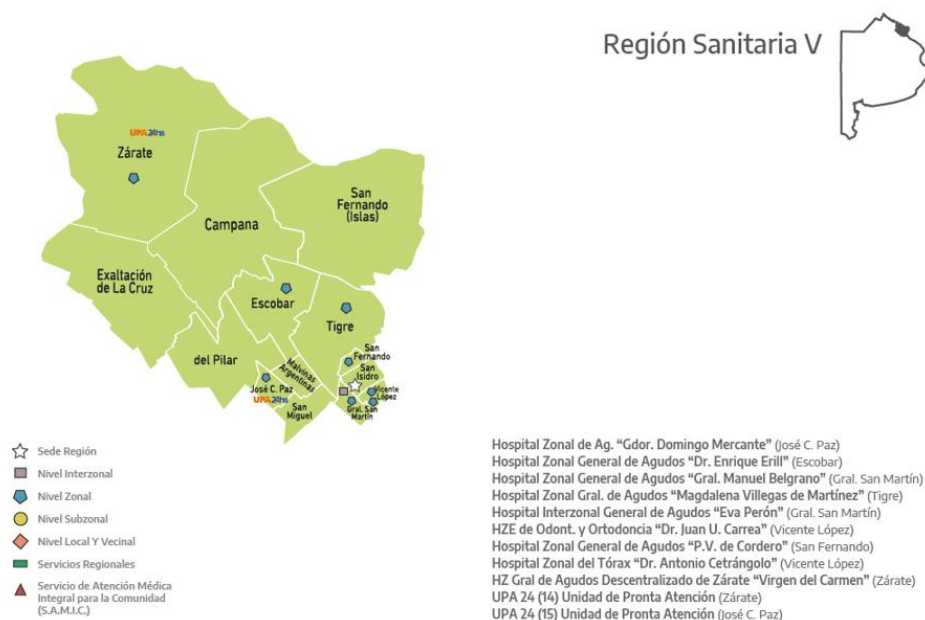 Región Sanitaria V
UPA24hs
Zárate
San
Fernando
(Islas)
Campana
Exaltación
de La Cruz
Escobar
Tigre
del Pilar
Malvinas
Argentinas
San
Fernando
San
Isidro
José C. Paz
UPA24hs
San
Miguel
Vicente
López
Gral. San
Martín
Sede Región
Nivel Interzonal
Nivel Zonal
Nivel Subzonal
Nivel Local Y Vecinal
Servicios Regionales
Servicio de Atención Médica
Integral para la Comunidad
(S.A.M.I.C.)
Hospital Zonal de Ag. “Gdor. Domingo Mercante” (José C. Paz)
Hospital Zonal General de Agudos “Dr. Enrique Erill” (Escobar)
Hospital Zonal General de Agudos “Gral. Manuel Belgrano” (Gral. San Martín)
Hospital Zonal Gral. de Agudos “Magdalena Villegas de Martínez” (Tigre)
Hospital Interzonal General de Agudos “Eva Perón” (Gral. San Martín)
HZE de Odont. y Ortodoncia “Dr. Juan U. Carrea” (Vicente López)
Hospital Zonal General de Agudos “P.V. de Cordero” (San Fernando)
Hospital Zonal del Tórax “Dr. Antonio Cetrángolo” (Vicente López)
HZ Gral de Agudos Descentralizado de Zárate “Virgen del Carmen” (Zárate)
UPA 24 (14) Unidad de Pronta Atención (Zárate)
UPA 24 (15) Unidad de Pronta Atención (José C. Paz)